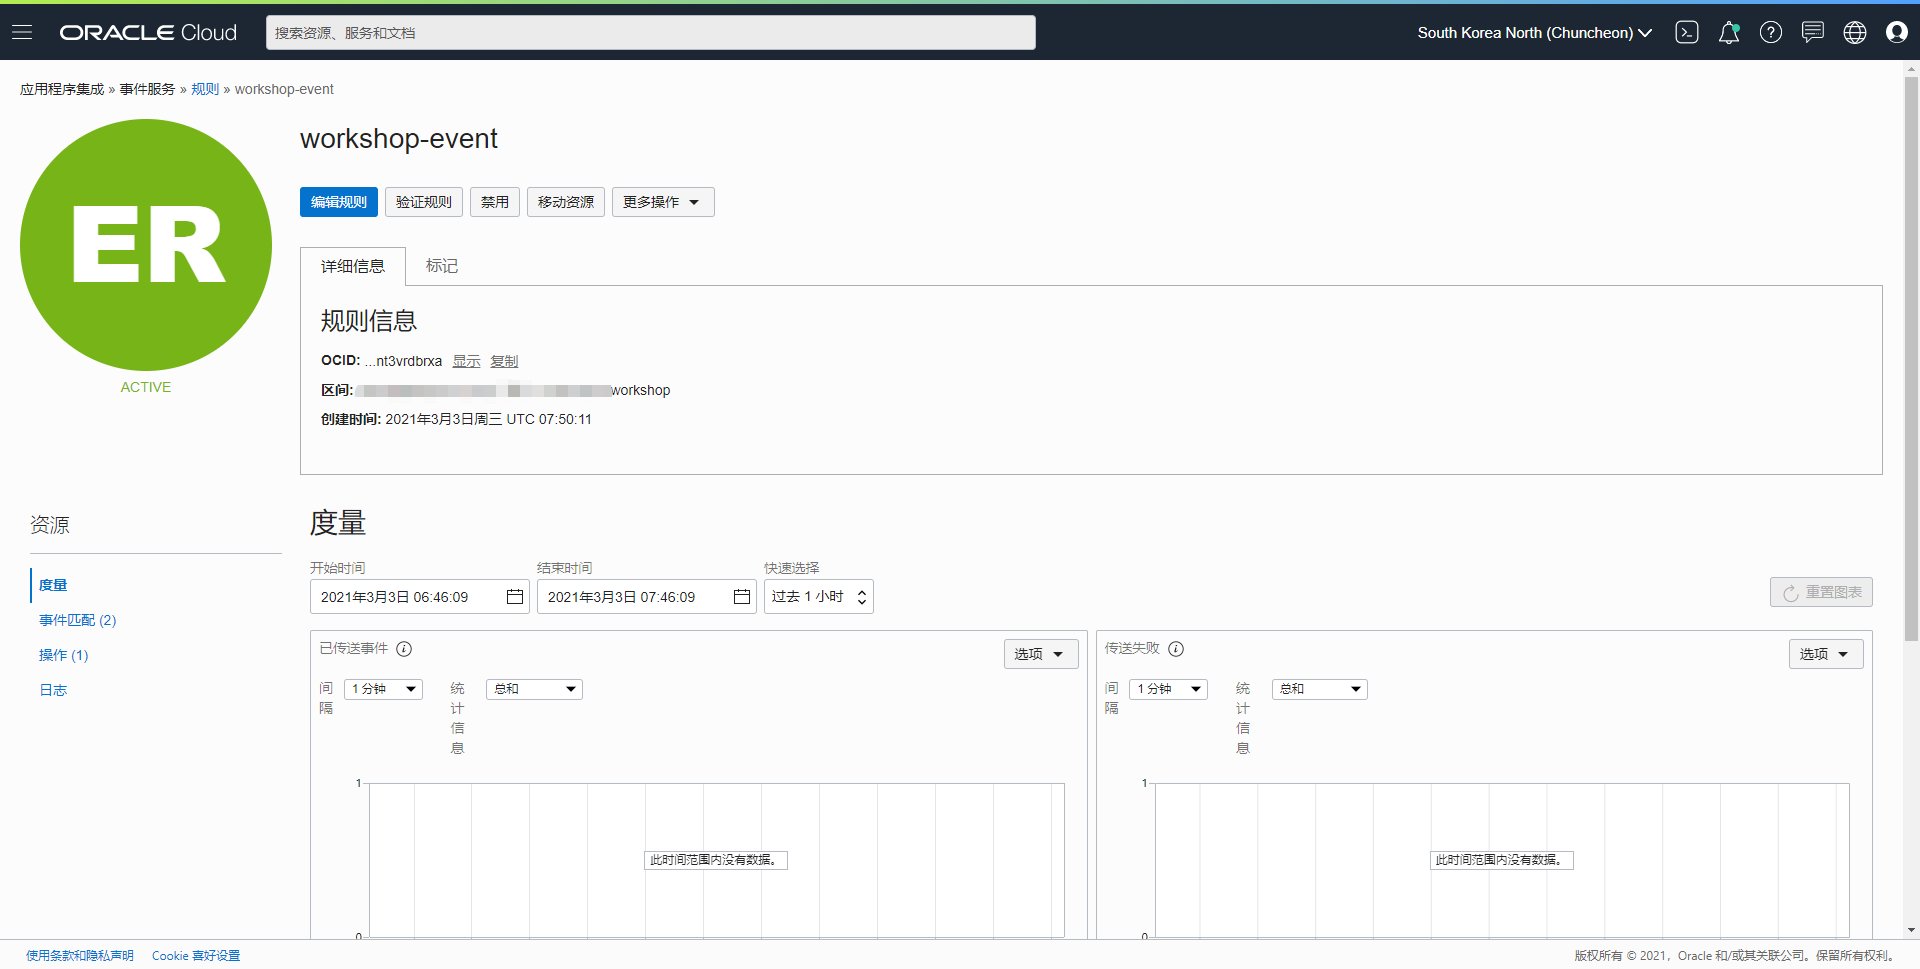 ORACLE Cloud
搜索资源、服务和文档
South Korea North (Chuncheon)
应用程序集成 » 事件服务 » 规则 » workshop-event
ER
ACTIVE
workshop-event
编辑规则 验证规则 禁用 移动资源 更多操作
详细信息 标记
规则信息
OCID: ...nt3vrdbrxa 显示 复制
区间: workshop
创建时间: 2021年3月3日周三 UTC 07:50:11
资源
度量
事件匹配 (2)
操作 (1)
日志
度量
开始时间 结束时间 快速选择
2021年3月3日 06:46:09 2021年3月3日 07:46:09 过去 1 小时
重置图表
已传送事件 选项
间隔 1 分钟 统计信息 总和
1
此时间范围内没有数据。
0
传送失败 选项
间隔 1 分钟 统计信息 总和
1
此时间范围内没有数据。
0
使用条款和隐私声明 Cookie 喜好设置
版权所有 © 2021，Oracle 和/或其关联公司。保留所有权利。